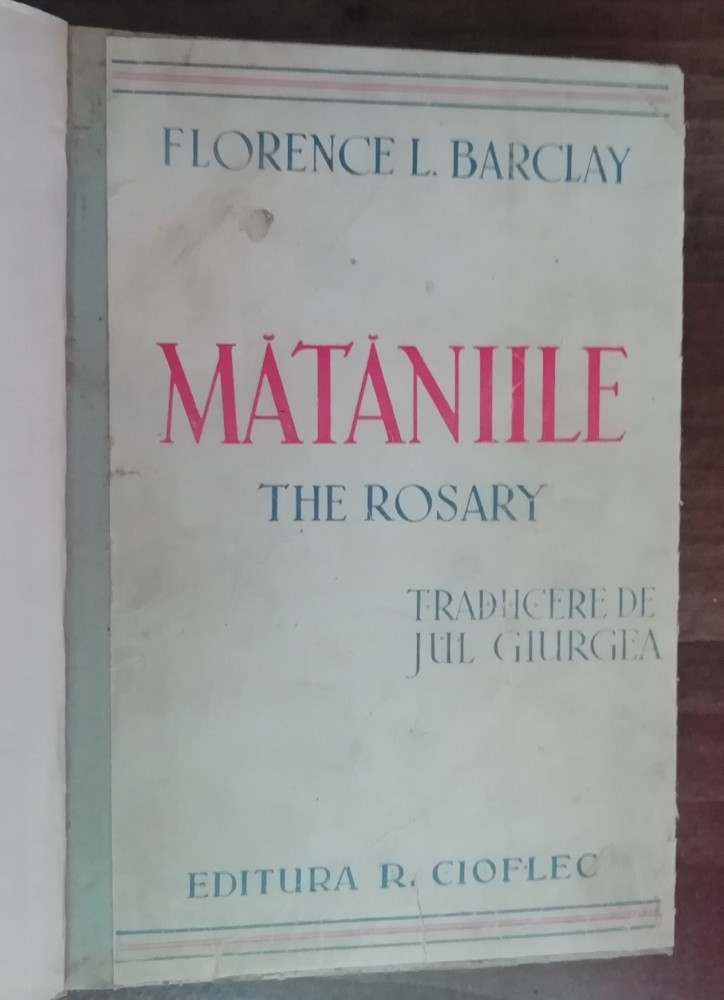 FLORENCE L. BARCLAY
MĂTĂNIILE
THE ROSARY
TRADUCERE DE
JUL GIURGEA
EDITURA R. CIOFLEC